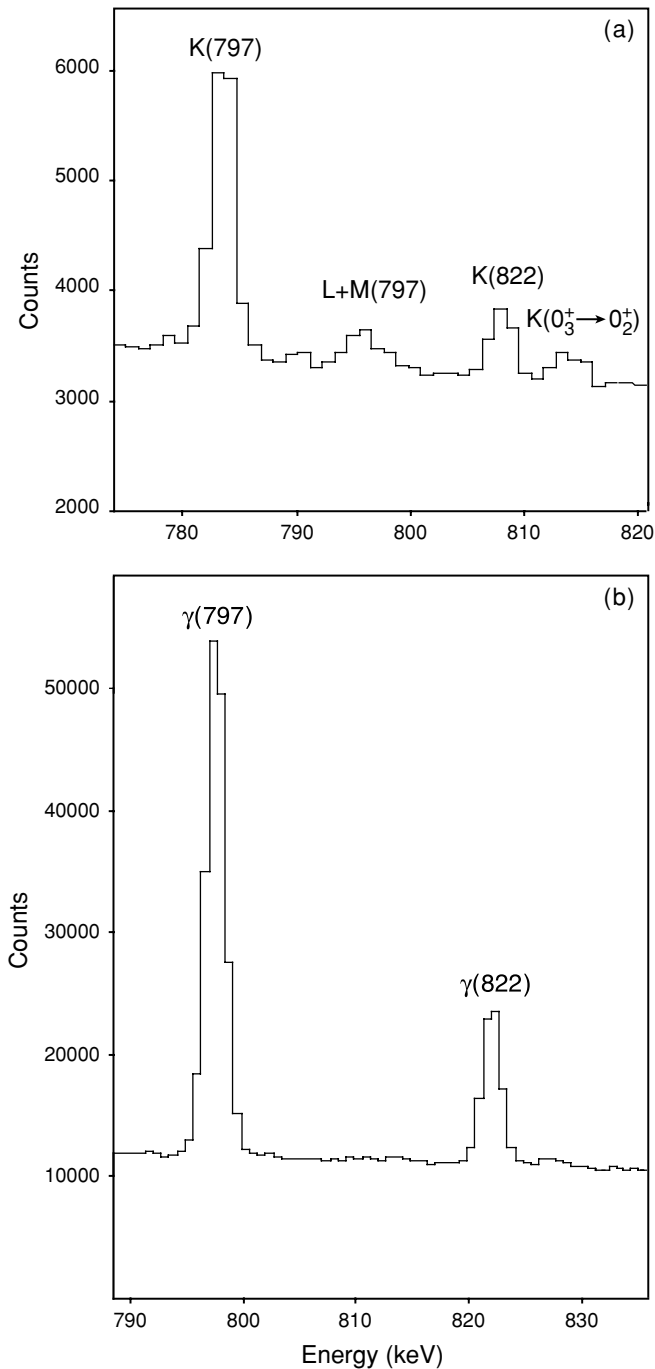 (a)
K(797)
6000
5000
K(822)
L+M(797)
4000
K(0₃⁺→0₂⁺)
Counts
3000
2000
780 790 800 810 820
(b)
γ(797)
50000
40000
30000
Counts
γ(822)
20000
10000
790 800 810 820 830
Energy (keV)